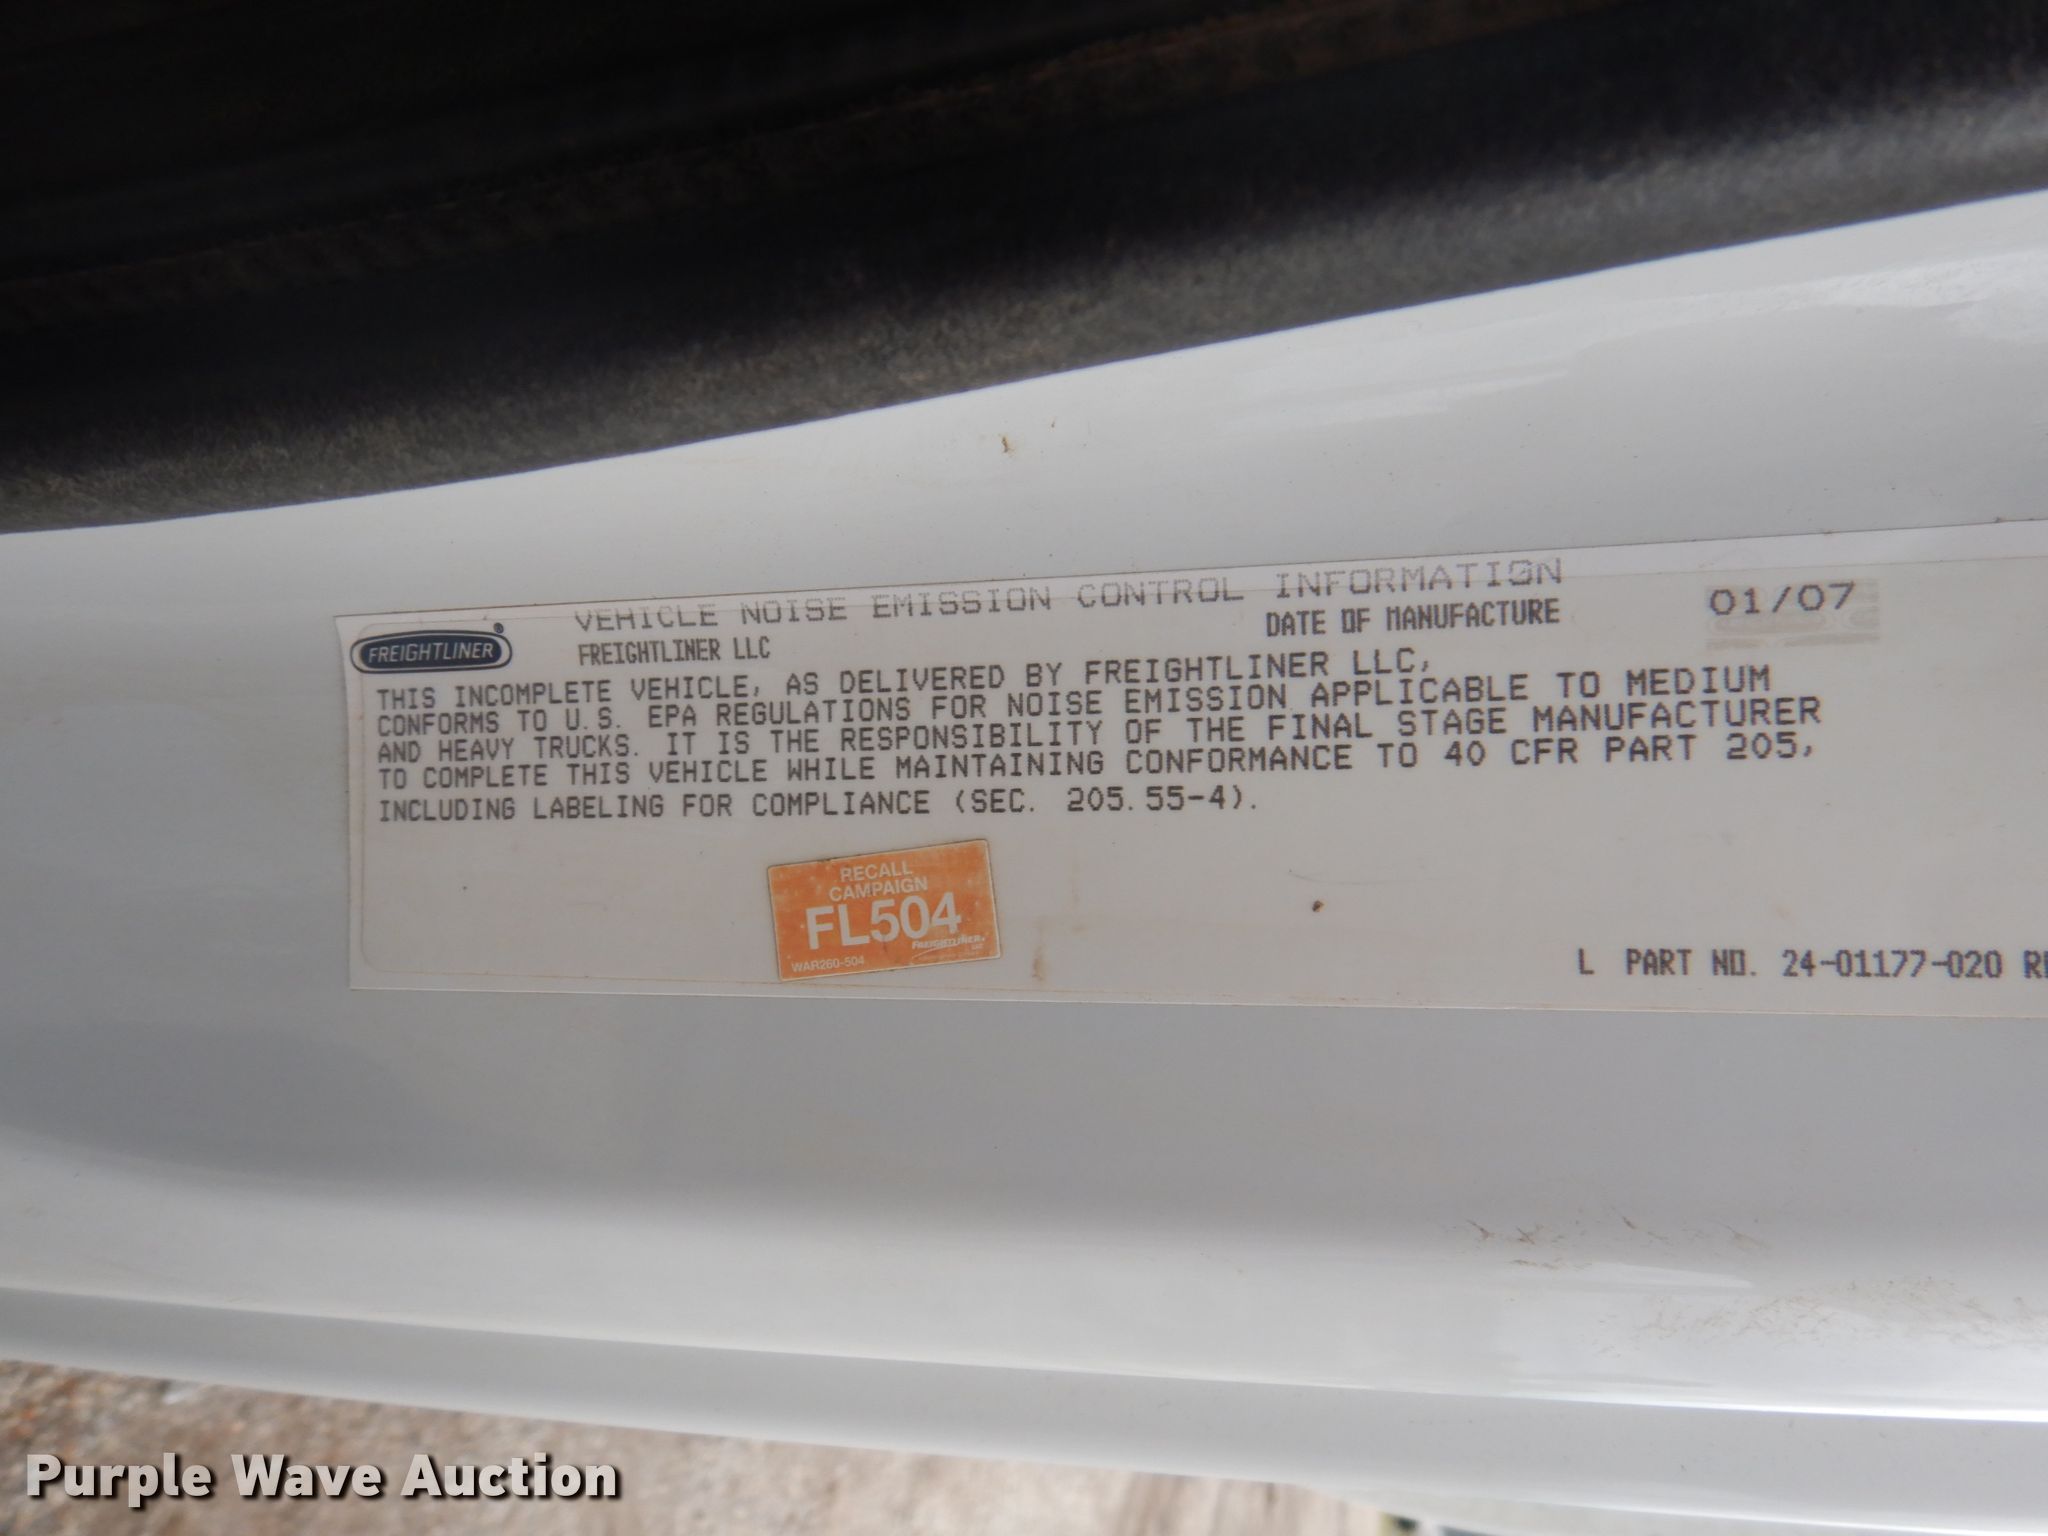 VEHICLE NOISE EMISSION CONTROL INFORMATION
FREIGHTLINER®
FREIGHTLINER LLC
DATE OF MANUFACTURE 01/07
THIS INCOMPLETE VEHICLE, AS DELIVERED BY FREIGHTLINER LLC,
CONFORMS TO U.S. EPA REGULATIONS FOR NOISE EMISSION APPLICABLE TO MEDIUM
AND HEAVY TRUCKS. IT IS THE RESPONSIBILITY OF THE FINAL STAGE MANUFACTURER
TO COMPLETE THIS VEHICLE WHILE MAINTAINING CONFORMANCE TO 40 CFR PART 205,
INCLUDING LABELING FOR COMPLIANCE (SEC. 205.55-4).
RECALL
CAMPAIGN
FL504
FREIGHTLINER
WAR260-504
L PART NO. 24-01177-020
Purple Wave Auction